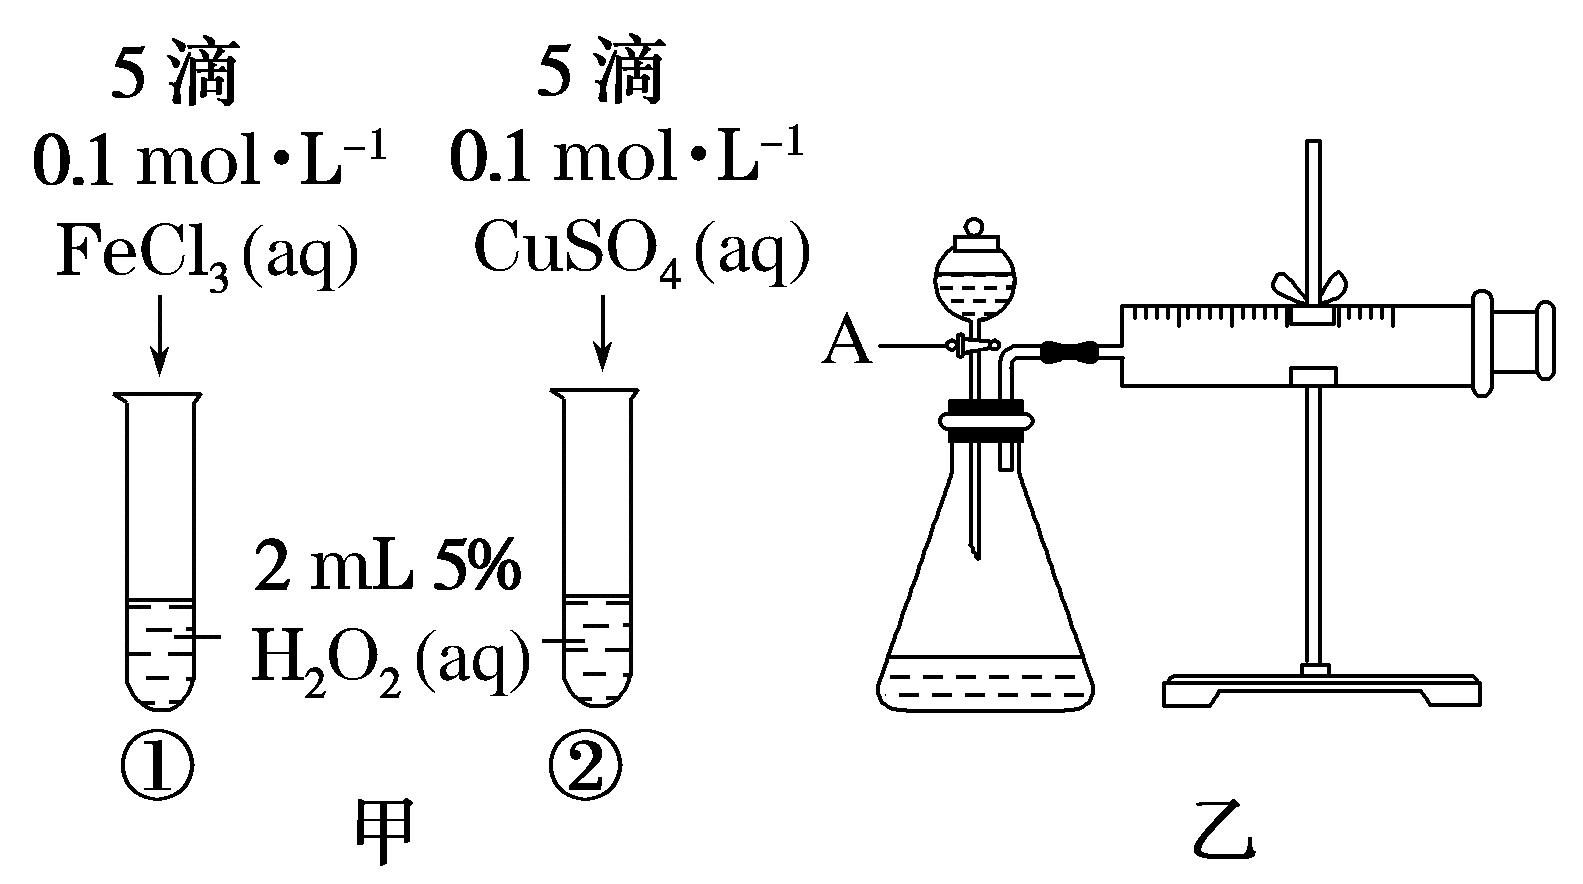 5 滴
0.1 mol·L⁻¹
FeCl₃(aq)
5 滴
0.1 mol·L⁻¹
CuSO₄(aq)
A
2 mL 5%
H₂O₂(aq)
①
②
甲
乙